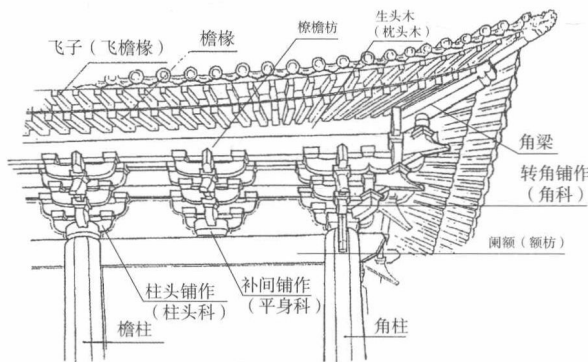 生头木
（枕头木）
飞子（飞檐椽）
檐椽
橑檐枋
角梁
转角铺作
（角科）
阑额（额枋）
柱头铺作
（柱头科）
补间铺作
（平身科）
檐柱
角柱